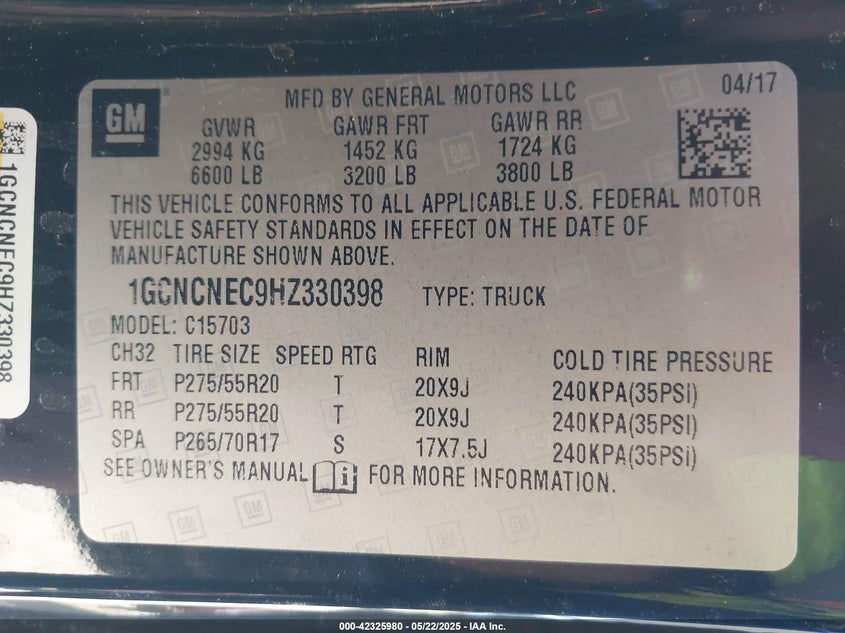 GM
MFD BY GENERAL MOTORS LLC
04/17
GVWR GAWR FRT GAWR RR
2994 KG 1452 KG 1724 KG
6600 LB 3200 LB 3800 LB
THIS VEHICLE CONFORMS TO ALL APPLICABLE U.S. FEDERAL MOTOR
VEHICLE SAFETY STANDARDS IN EFFECT ON THE DATE OF
MANUFACTURE SHOWN ABOVE.
1GCNCNEC9HZ330398 TYPE: TRUCK
MODEL: C15703
CH32 TIRE SIZE SPEED RTG RIM COLD TIRE PRESSURE
FRT P275/55R20 T 20X9J 240KPA(35PSI)
RR P275/55R20 T 20X9J 240KPA(35PSI)
SPA P265/70R17 S 17X7.5J 240KPA(35PSI)
SEE OWNER'S MANUAL FOR MORE INFORMATION.
1GCNCNEC9HZ330398
000-42325980 - 05/22/2025 - IAA Inc.